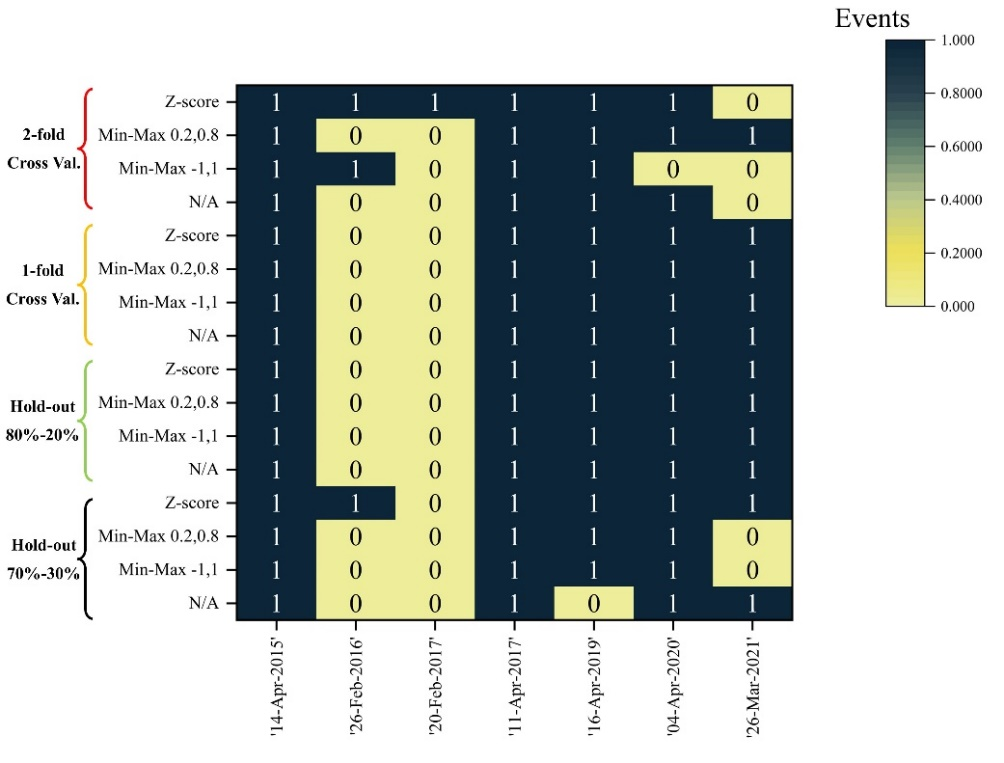 Events
1.000
0.8000
0.6000
0.4000
0.2000
0.000
2-fold
Cross Val.
Z-score 1 1 1 1 1 1 0
Min-Max 0.2,0.8 1 0 0 1 1 1 1
Min-Max -1,1 1 1 0 1 1 0 0
N/A 1 0 0 1 1 1 0
1-fold
Cross Val.
Z-score 1 0 0 1 1 1 1
Min-Max 0.2,0.8 1 0 0 1 1 1 1
Min-Max -1,1 1 0 0 1 1 1 1
N/A 1 0 0 1 1 1 1
Hold-out
80%-20%
Z-score 1 0 0 1 1 1 1
Min-Max 0.2,0.8 1 0 0 1 1 1 1
Min-Max -1,1 1 0 0 1 1 1 1
N/A 1 0 0 1 1 1 1
Hold-out
70%-30%
Z-score 1 1 0 1 1 1 1
Min-Max 0.2,0.8 1 0 0 1 1 1 0
Min-Max -1,1 1 0 0 1 1 1 0
N/A 1 0 0 1 0 1 1
'14-Apr-2015'
'26-Feb-2016'
'20-Feb-2017'
'11-Apr-2017'
'16-Apr-2019'
'04-Apr-2020'
'26-Mar-2021'